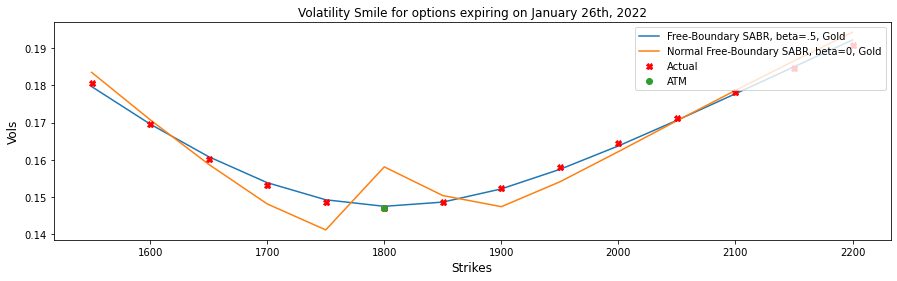 Volatility Smile for options expiring on January 26th, 2022
Free-Boundary SABR, beta=.5, Gold
Normal Free-Boundary SABR, beta=0, Gold
Actual
ATM
0.19
0.18
0.17
0.16
0.15
0.14
Vols
1600
1700
1800
1900
2000
2100
2200
Strikes